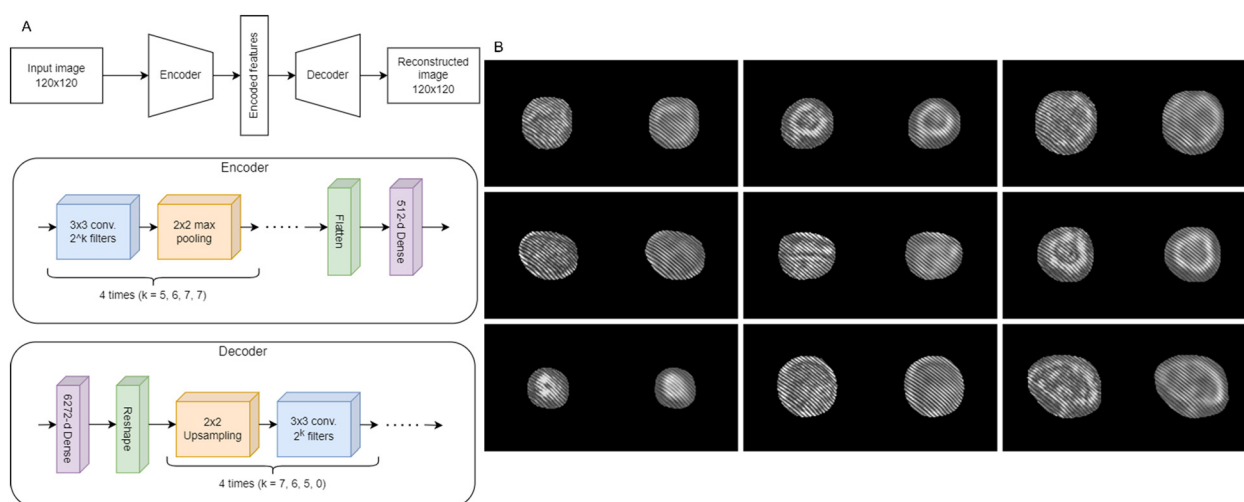 A
Input image
120x120
Encoder
Encoded features
Decoder
Reconstructed
image
120x120
Encoder
3x3 conv.
2^k filters
2x2 max
pooling
Flatten
512-d Dense
4 times (k = 5, 6, 7, 7)
Decoder
6272-d Dense
Reshape
2x2
Upsampling
3x3 conv.
2^k filters
4 times (k = 7, 6, 5, 0)
B